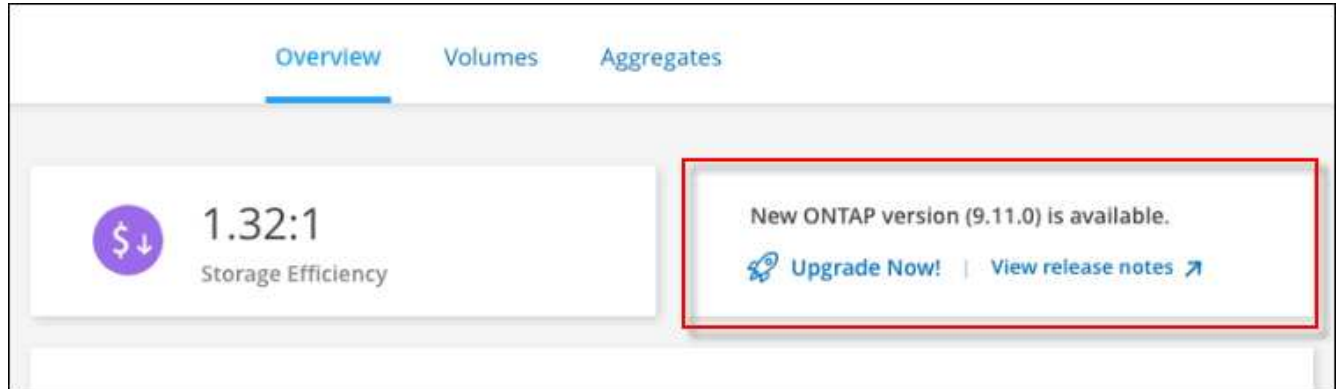 Overview Volumes Aggregates
1.32:1
Storage Efficiency
New ONTAP version (9.11.0) is available.
Upgrade Now! | View release notes